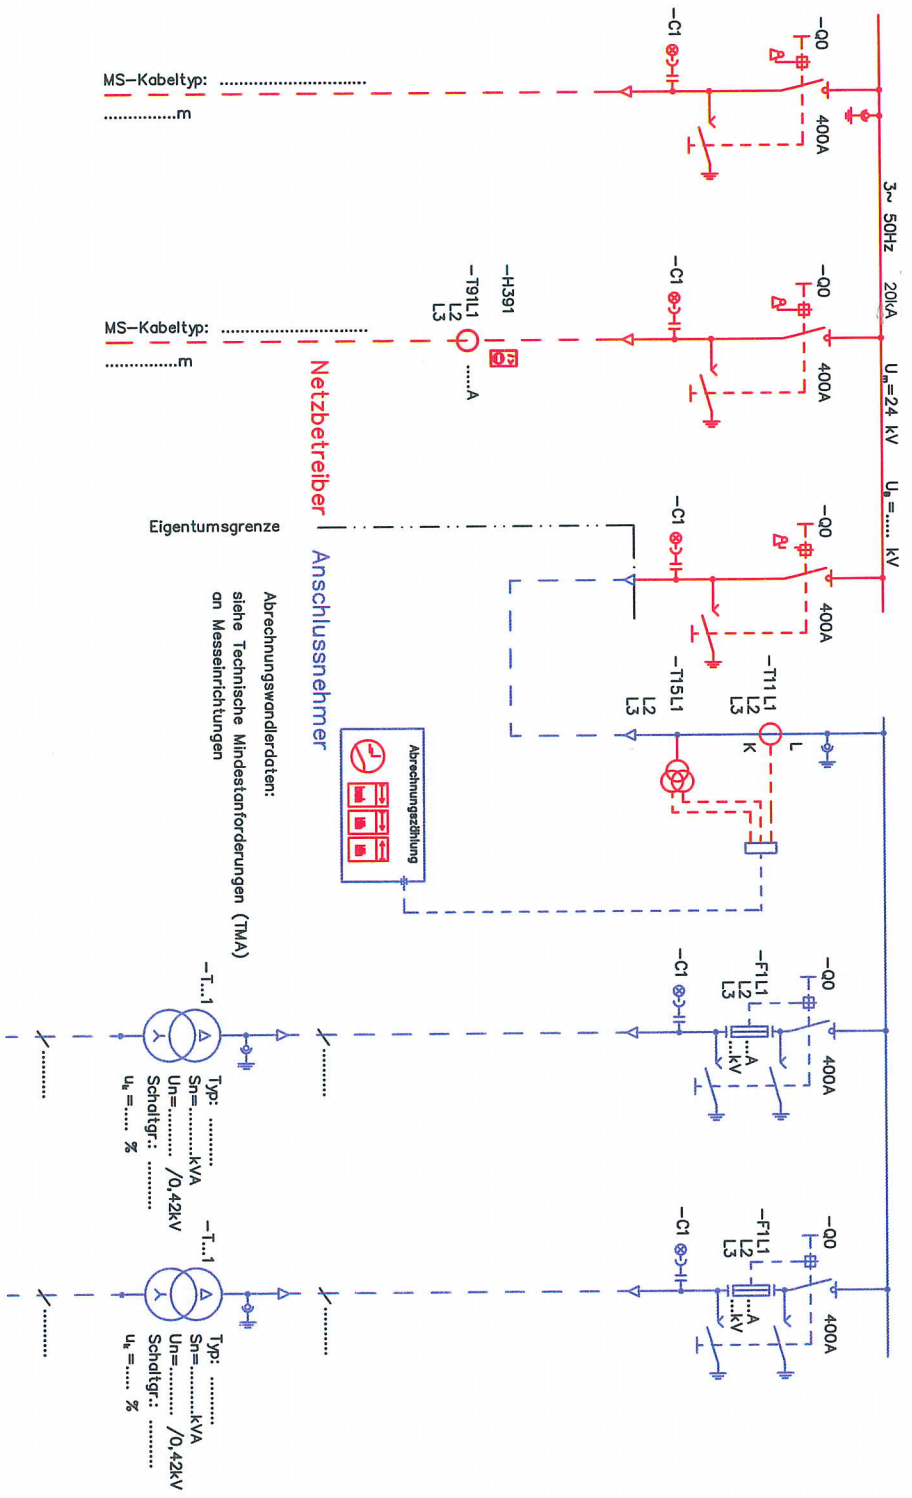 3~ 50Hz 20kA Um=24 kV UB=..... kV
-Q0
400A
-C1
MS-Kabeltyp: ..........................
...............m
-Q0
400A
-C1
-H391
I>
-T91L1
L2
L3
......A
MS-Kabeltyp: ..........................
...............m
-Q0
400A
-C1
Netzbetreiber
Eigentumsgrenze
Anschlussnehmer
-T11L1
L2
L3
L
K
-T15L1
L2
L3
Abrechnungszählung
Abrechnungswandlerdaten:
siehe Technische Mindestanforderungen (TMA)
an Messeinrichtungen
-Q0
400A
-F1L1
L2
L3
....A
....kV
-C1
..........
-T...1
Typ: ..........
Sn=..........kVA
Un=.......... /0,42kV
Schaltgr.: ..........
uk=..... %
..........
-Q0
400A
-F1L1
L2
L3
....A
....kV
-C1
..........
-T...1
Typ: ..........
Sn=..........kVA
Un=.......... /0,42kV
Schaltgr.: ..........
uk=..... %
..........